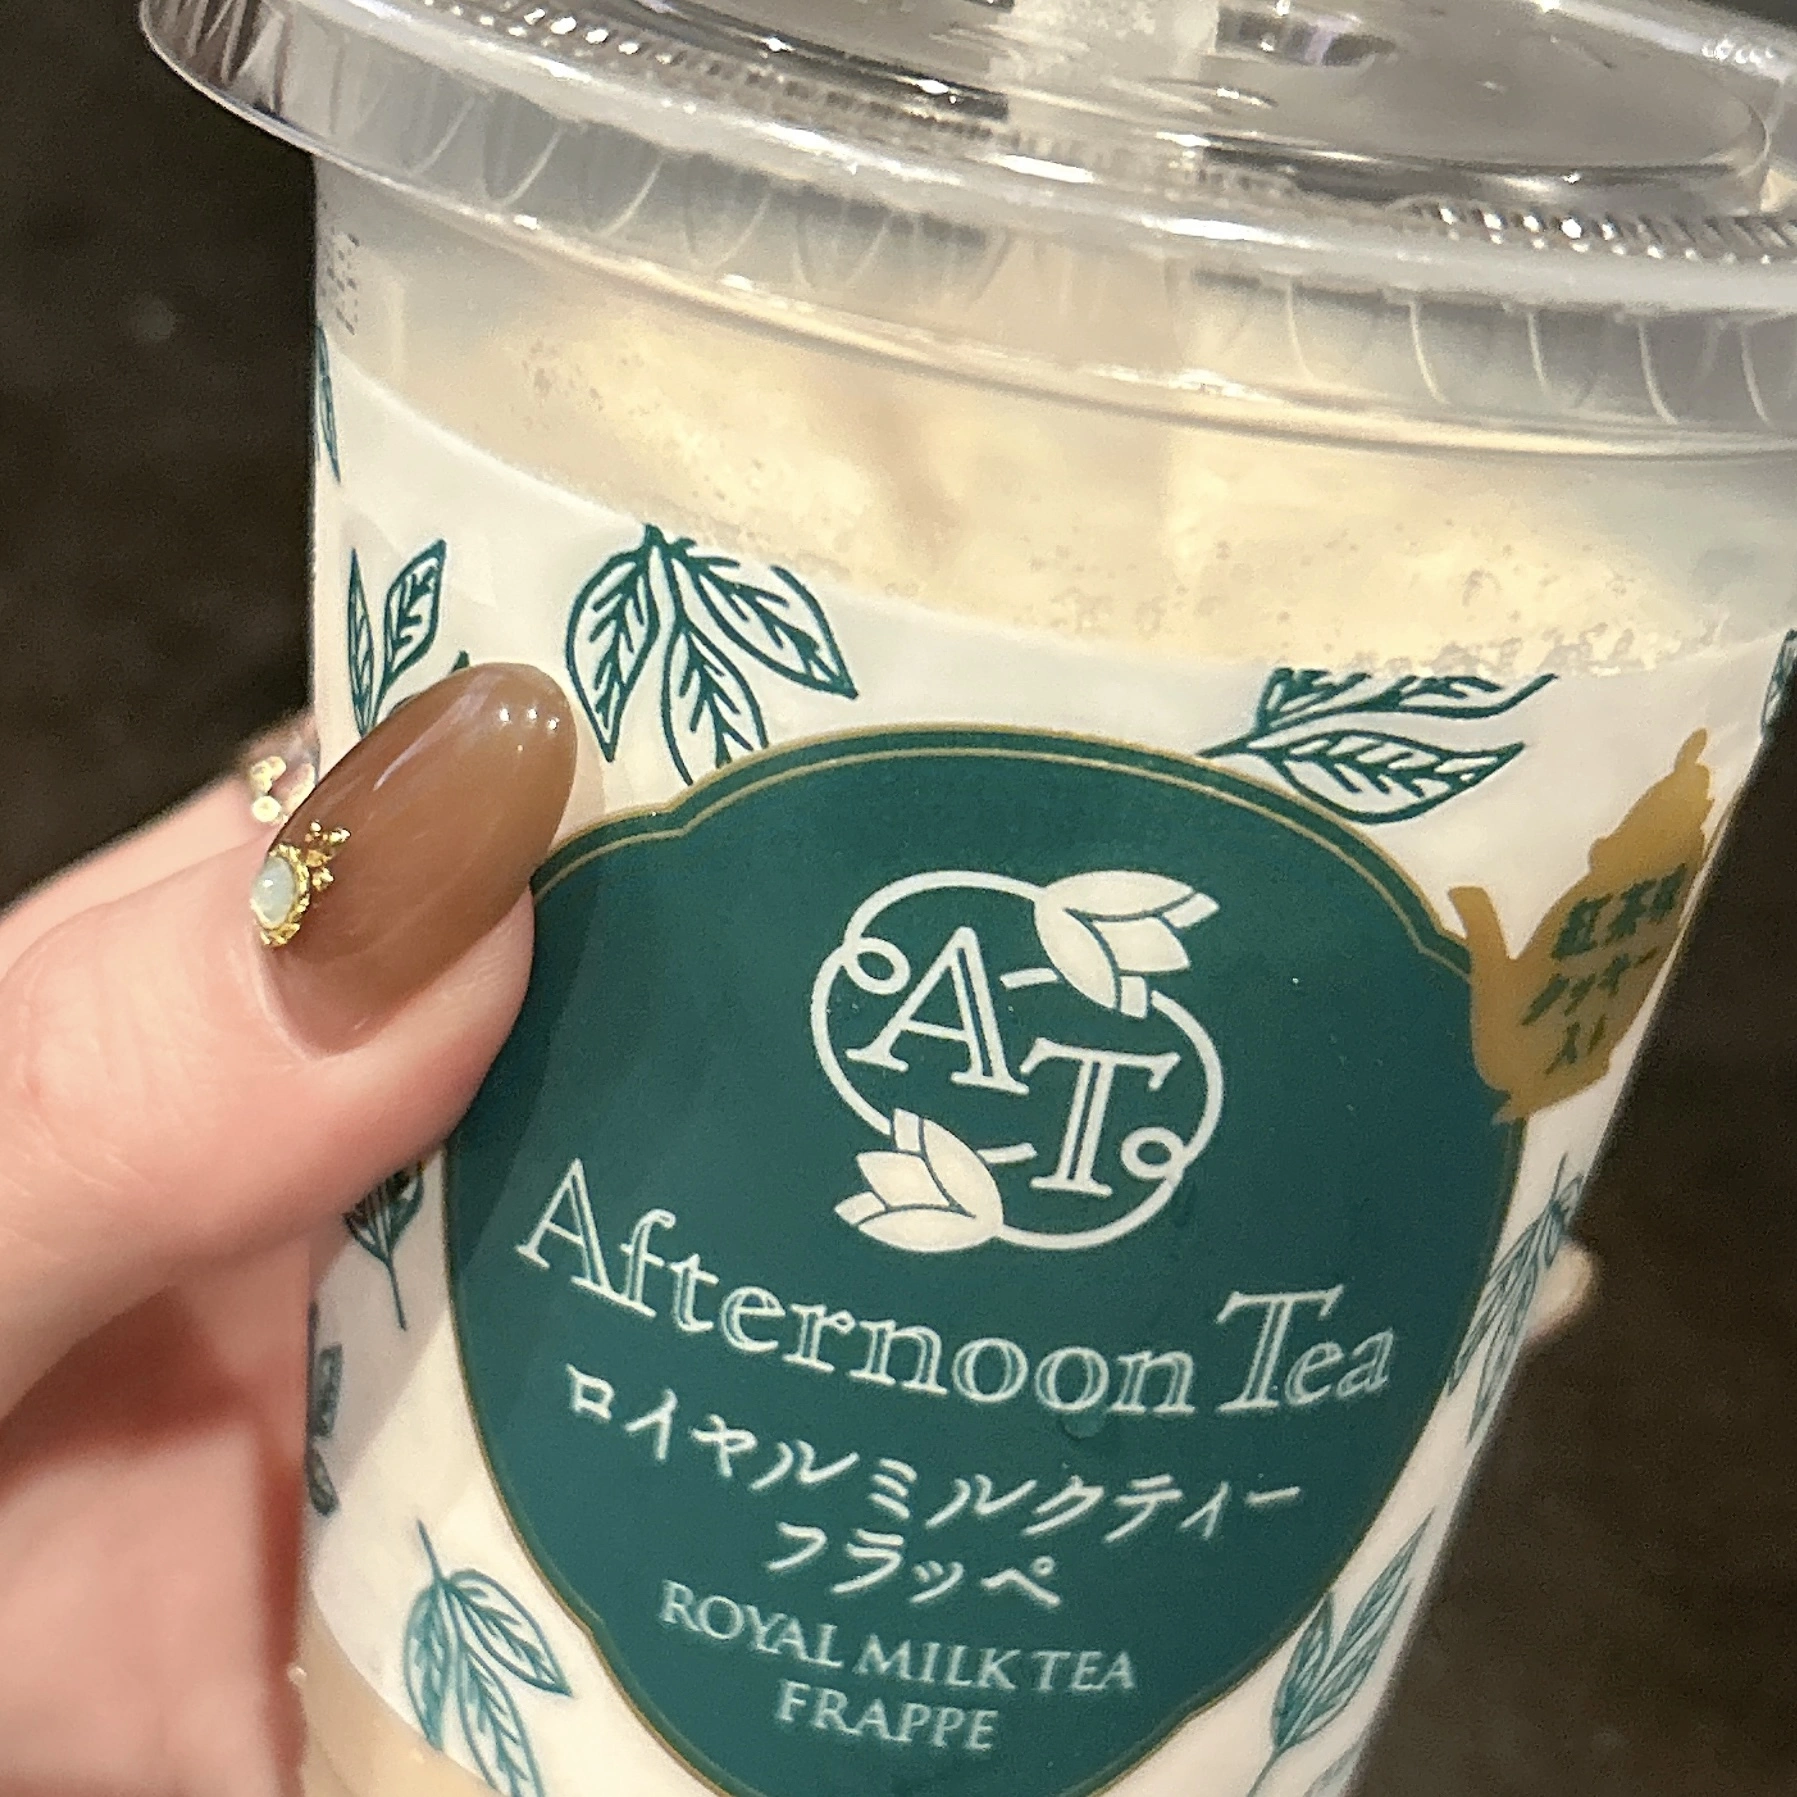 AT
Afternoon Tea
ロイヤルミルクティー
フラッペ
ROYAL MILK TEA
FRAPPE
紅茶味
クッキー
入り